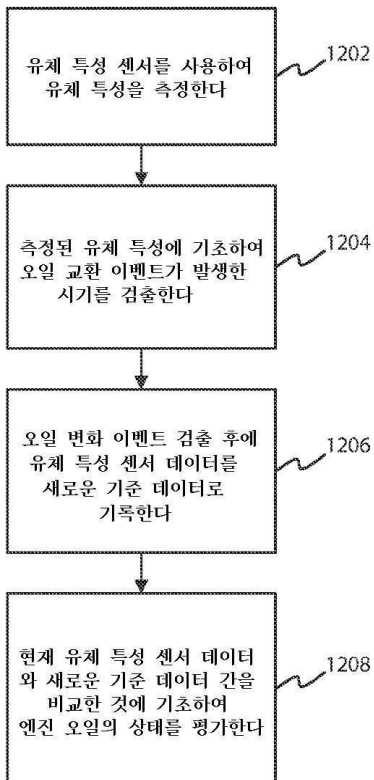 유체 특성 센서를 사용하여
유체 특성을 측정한다
1202
측정된 유체 특성에 기초하여
오일 교환 이벤트가 발생한
시기를 검출한다
1204
오일 변화 이벤트 검출 후에
유체 특성 센서 데이터를
새로운 기준 데이터로
기록한다
1206
현재 유체 특성 센서 데이터
와 새로운 기준 데이터 간을
비교한 것에 기초하여
엔진 오일의 상태를 평가한다
1208